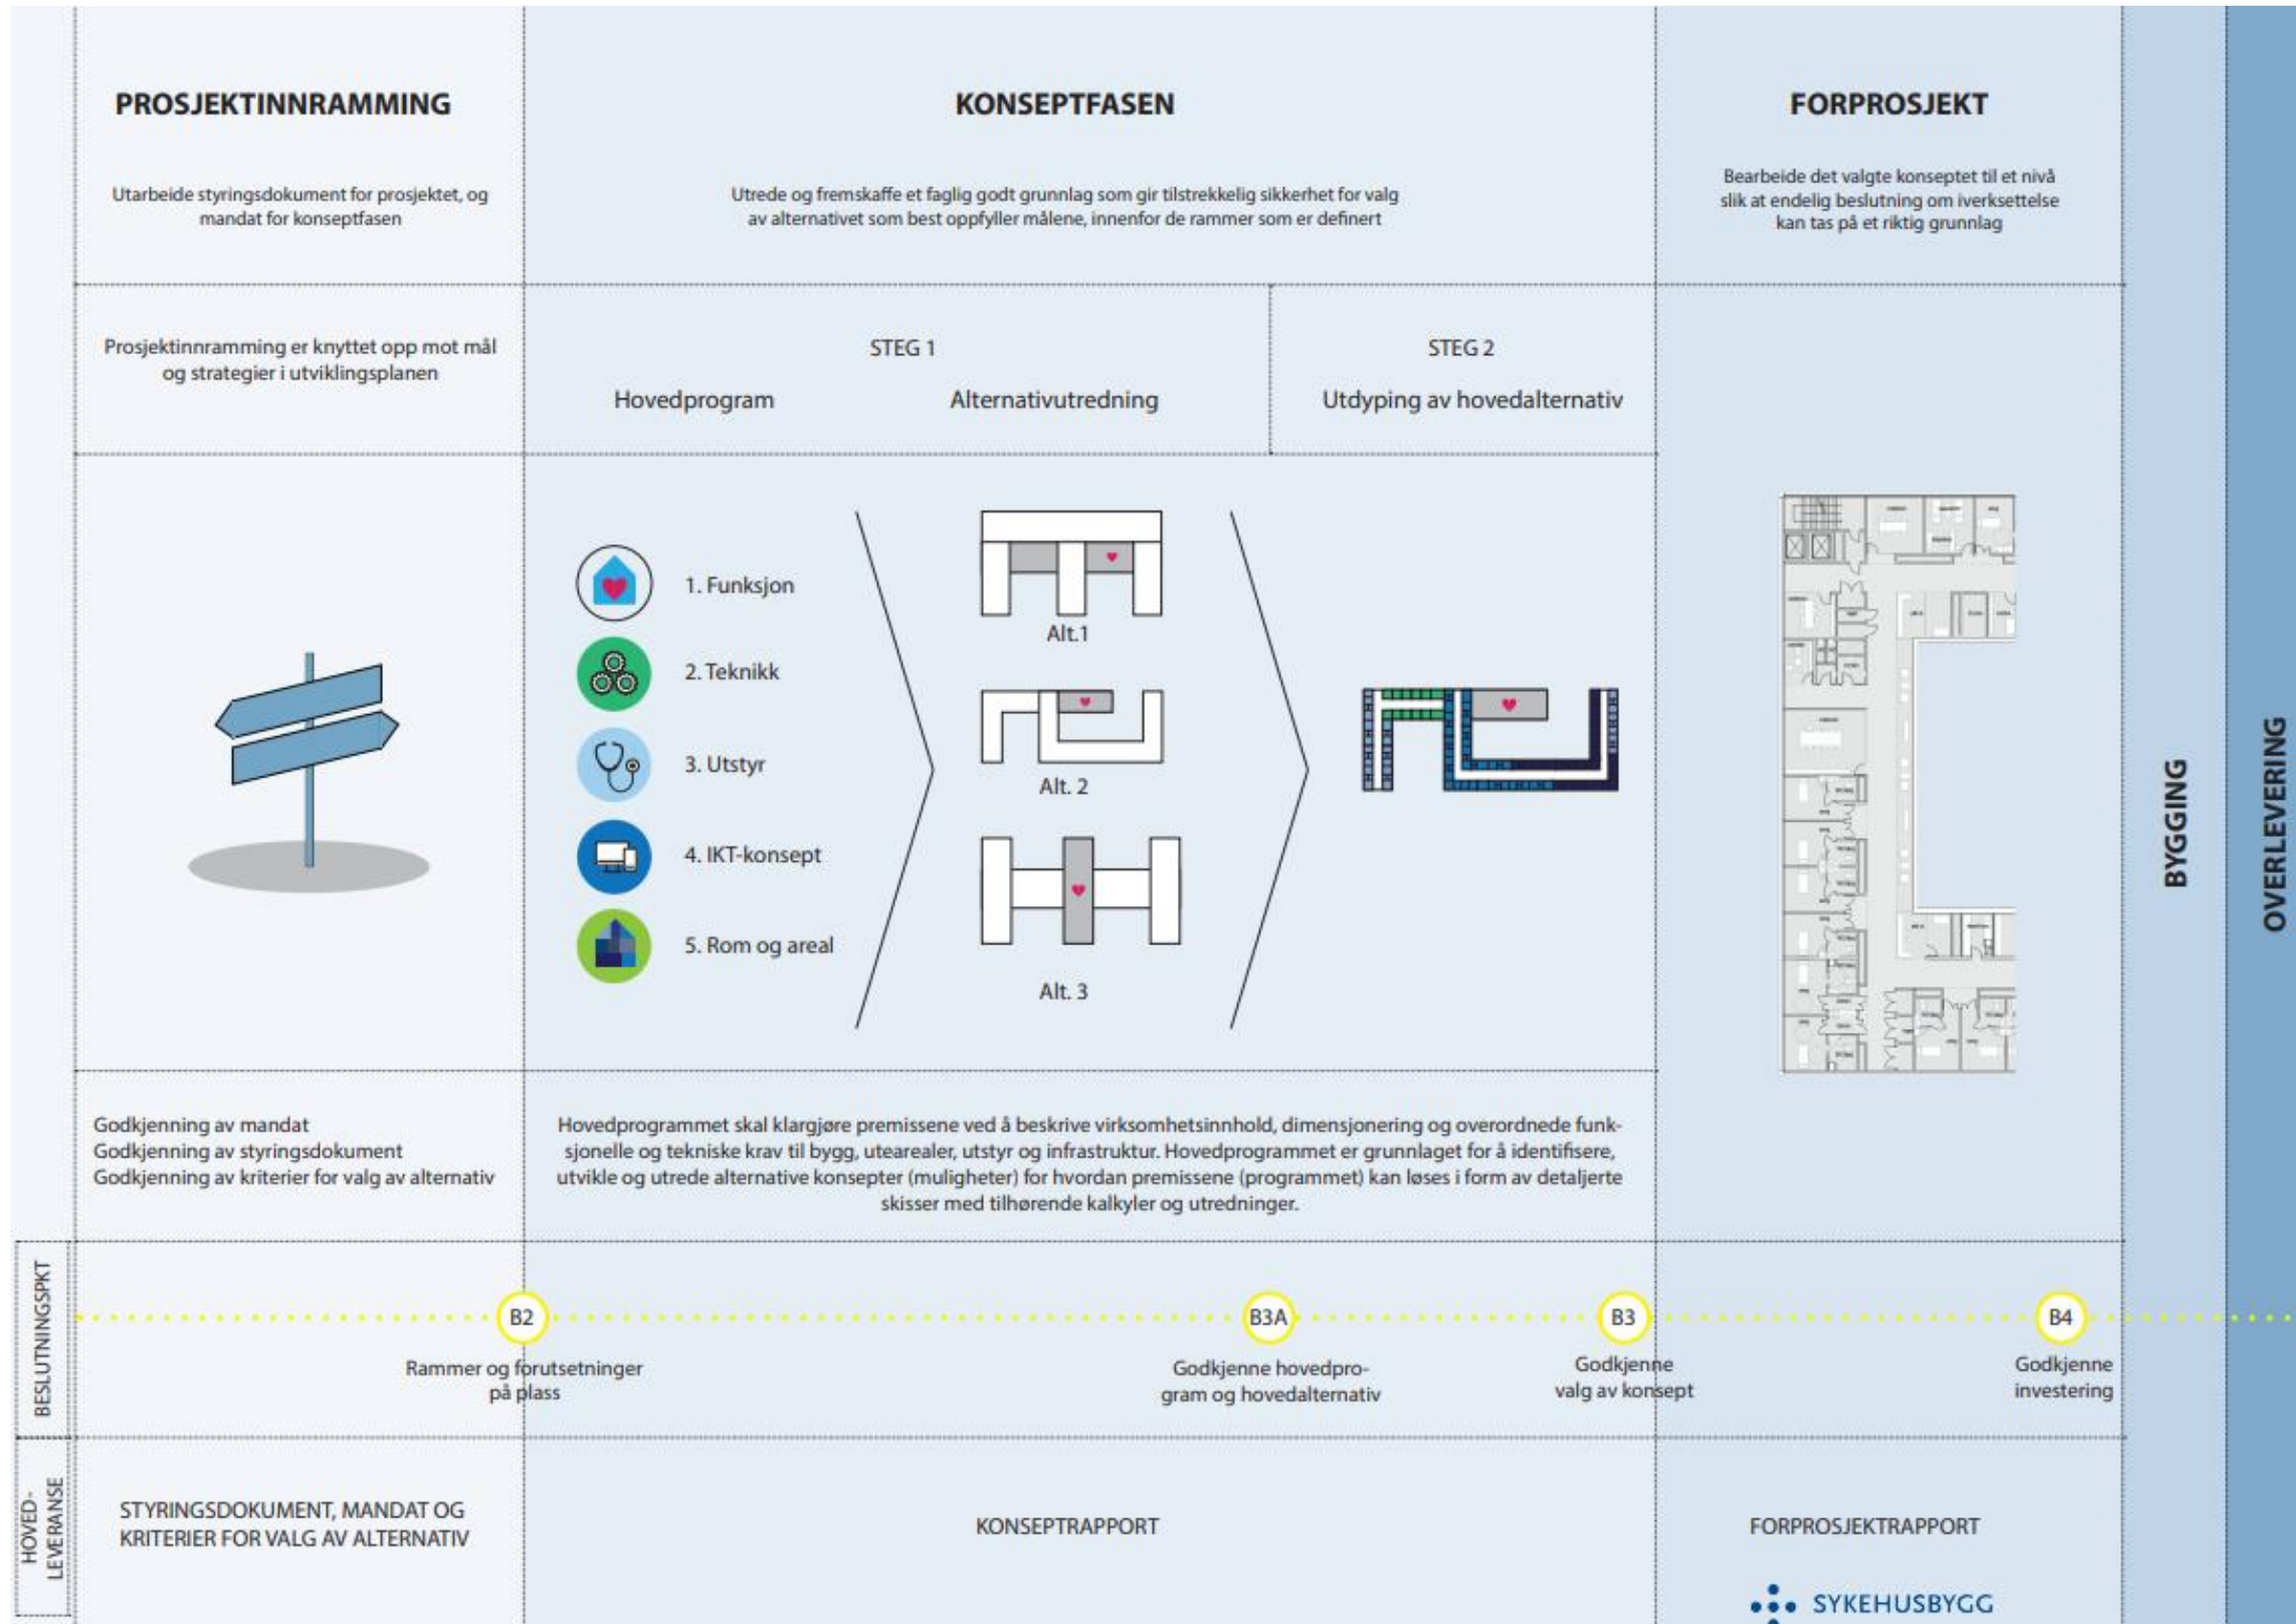 PROSJEKTINNRAMMING
Utarbeide styringsdokument for prosjektet, og
mandat for konseptfasen
KONSEPTFASEN
Utrede og fremskaffe et faglig godt grunnlag som gir tilstrekkelig sikkerhet for valg
av alternativet som best oppfyller målene, innenfor de rammer som er definert
FORPROSJEKT
Bearbeide det valgte konseptet til et nivå
slik at endelig beslutning om iverksettelse
kan tas på et riktig grunnlag
Prosjektinnramming er knyttet opp mot mål
og strategier i utviklingsplanen
STEG 1
Hovedprogram
Alternativutredning
STEG 2
Utdyping av hovedalternativ
1. Funksjon
2. Teknikk
3. Utstyr
4. IKT-konsept
5. Rom og areal
Alt.1
Alt. 2
Alt. 3
BYGGING
OVERLEVERING
Godkjenning av mandat
Godkjenning av styringsdokument
Godkjenning av kriterier for valg av alternativ
Hovedprogrammet skal klargjøre premissene ved å beskrive virksomhetsinnhold, dimensjonering og overordnede funk-
sjonelle og tekniske krav til bygg, utearealer, utstyr og infrastruktur. Hovedprogrammet er grunnlaget for å identifisere,
utvikle og utrede alternative konsepter (muligheter) for hvordan premissene (programmet) kan løses i form av detaljerte
skisser med tilhørende kalkyler og utredninger.
BESLUTNINGSPKT
B2
Rammer og forutsetninger
på plass
B3A
Godkjenne hovedpro-
gram og hovedalternativ
B3
Godkjenne
valg av konsept
B4
Godkjenne
investering
HOVED-
LEVERANSE
STYRINGSDOKUMENT, MANDAT OG
KRITERIER FOR VALG AV ALTERNATIV
KONSEPTRAPPORT
FORPROSJEKTRAPPORT
SYKEHUSBYGG